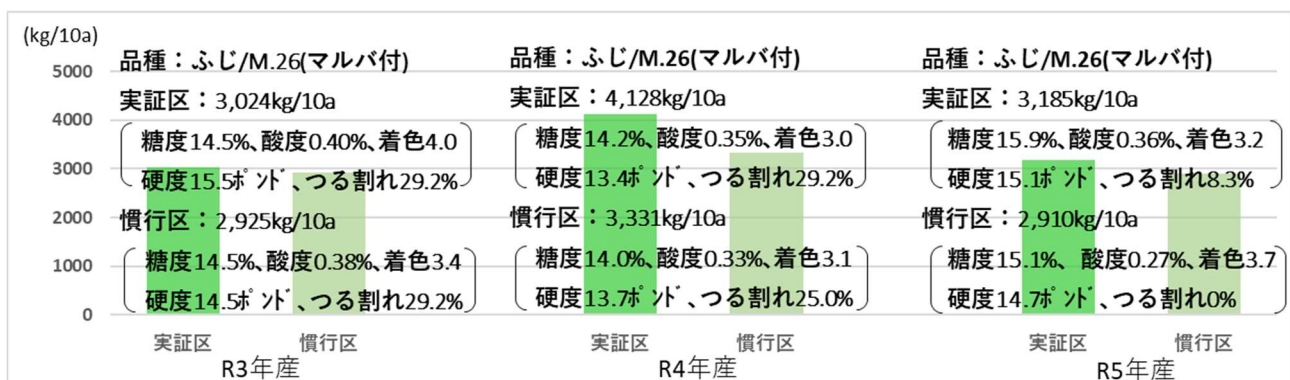 (kg/10a)
5000
4000
3000
2000
1000
0
品種：ふじ/M.26(マルバ付)
実証区：3,024kg/10a
糖度14.5%、酸度0.40%、着色4.0
硬度15.5ﾎﾟﾝﾄﾞ、つる割れ29.2%
慣行区：2,925kg/10a
糖度14.5%、酸度0.38%、着色3.4
硬度14.5ﾎﾟﾝﾄﾞ、つる割れ29.2%
実証区 慣行区
R3年産
品種：ふじ/M.26(マルバ付)
実証区：4,128kg/10a
糖度14.2%、酸度0.35%、着色3.0
硬度13.4ﾎﾟﾝﾄﾞ、つる割れ29.2%
慣行区：3,331kg/10a
糖度14.0%、酸度0.33%、着色3.1
硬度13.7ﾎﾟﾝﾄﾞ、つる割れ25.0%
実証区 慣行区
R4年産
品種：ふじ/M.26(マルバ付)
実証区：3,185kg/10a
糖度15.9%、酸度0.36%、着色3.2
硬度15.1ﾎﾟﾝﾄﾞ、つる割れ8.3%
慣行区：2,910kg/10a
糖度15.1%、酸度0.27%、着色3.7
硬度14.7ﾎﾟﾝﾄﾞ、つる割れ0%
実証区 慣行区
R5年産